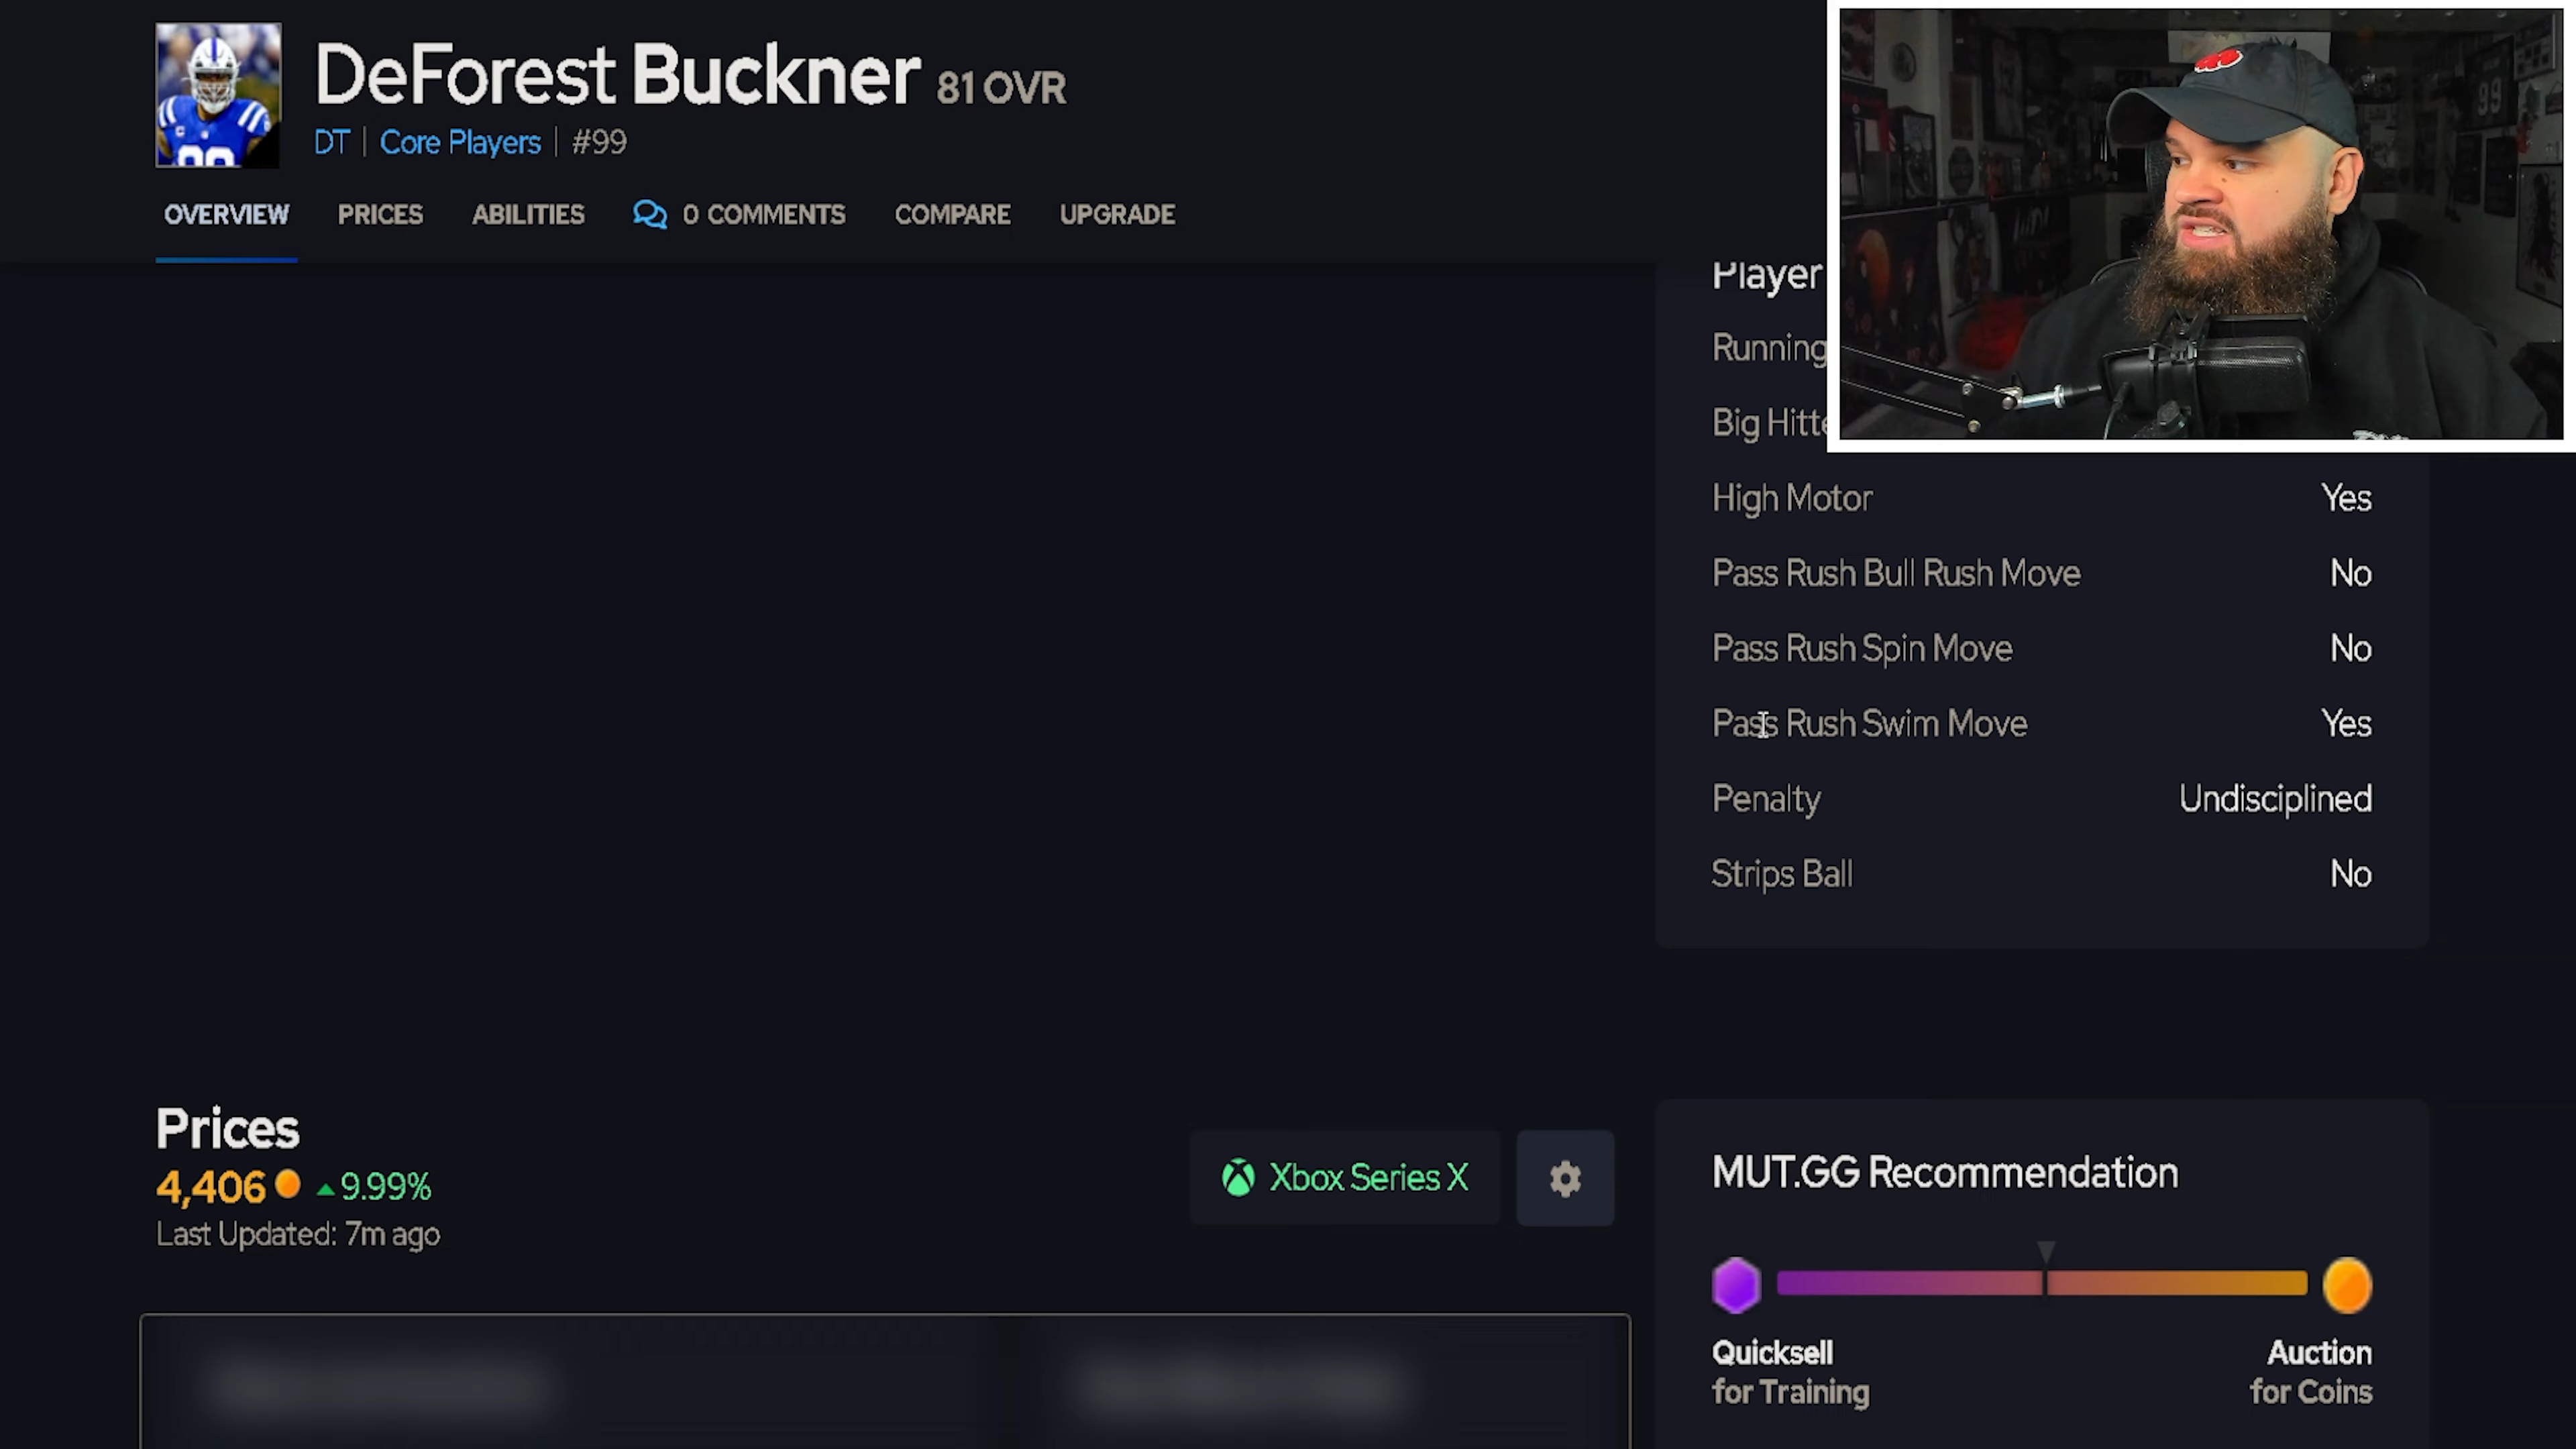 DeForest Buckner 81 OVR
DT | Core Players | #99
OVERVIEW PRICES ABILITIES 0 COMMENTS COMPARE UPGRADE
Player
Running
Big Hitte
High Motor Yes
Pass Rush Bull Rush Move No
Pass Rush Spin Move No
Pass Rush Swim Move Yes
Penalty Undisciplined
Strips Ball No
Prices
4,406 9.99%
Last Updated: 7m ago
Xbox Series X
MUT.GG Recommendation
Quicksell Auction
for Training for Coins
99